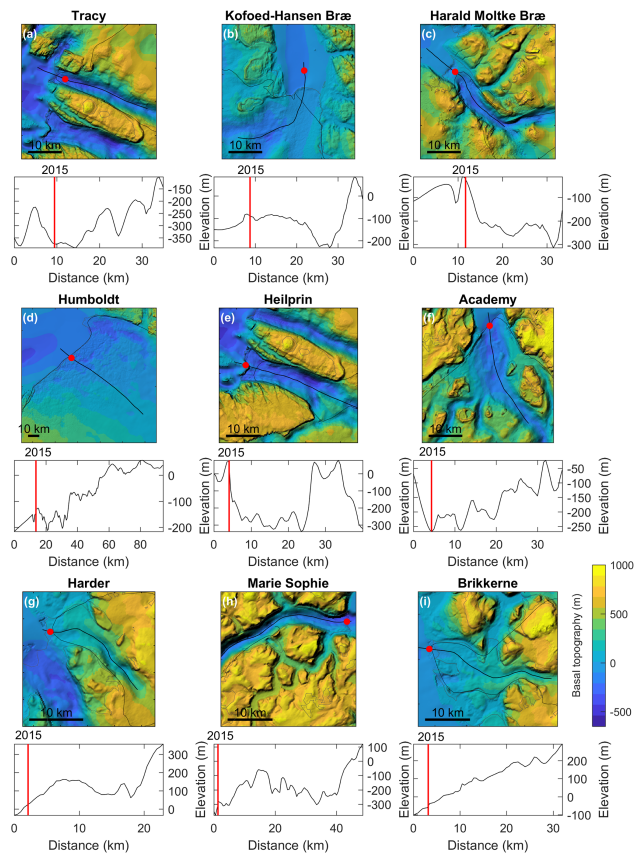 Tracy
Kofoed-Hansen Bræ
Harald Moltke Bræ
(a)
(b)
(c)
10 km
10 km
10 km
2015
2015
2015
-150
-200
-250
-300
-350
0
-100
-200
-100
-200
-300
Elevation (m)
Elevation (m)
Elevation (m)
0 10 20 30
0 10 20 30
0 10 20 30
Distance (km)
Distance (km)
Distance (km)
Humboldt
Heilprin
Academy
(d)
(e)
(f)
10 km
10 km
10 km
2015
2015
2015
0
-100
-200
0
-100
-200
-300
-50
-100
-150
-200
-250
Elevation (m)
Elevation (m)
Elevation (m)
0 20 40 60 80
0 10 20 30 40
0 10 20 30
Distance (km)
Distance (km)
Distance (km)
Harder
Marie Sophie
Brikkerne
(g)
(h)
(i)
10 km
10 km
10 km
1000
500
0
-500
Basal topography (m)
2015
2015
2015
300
200
100
0
100
0
-100
-200
-300
200
100
0
-100
Elevation (m)
Elevation (m)
Elevation (m)
0 10 20
0 20 40
0 10 20 30
Distance (km)
Distance (km)
Distance (km)